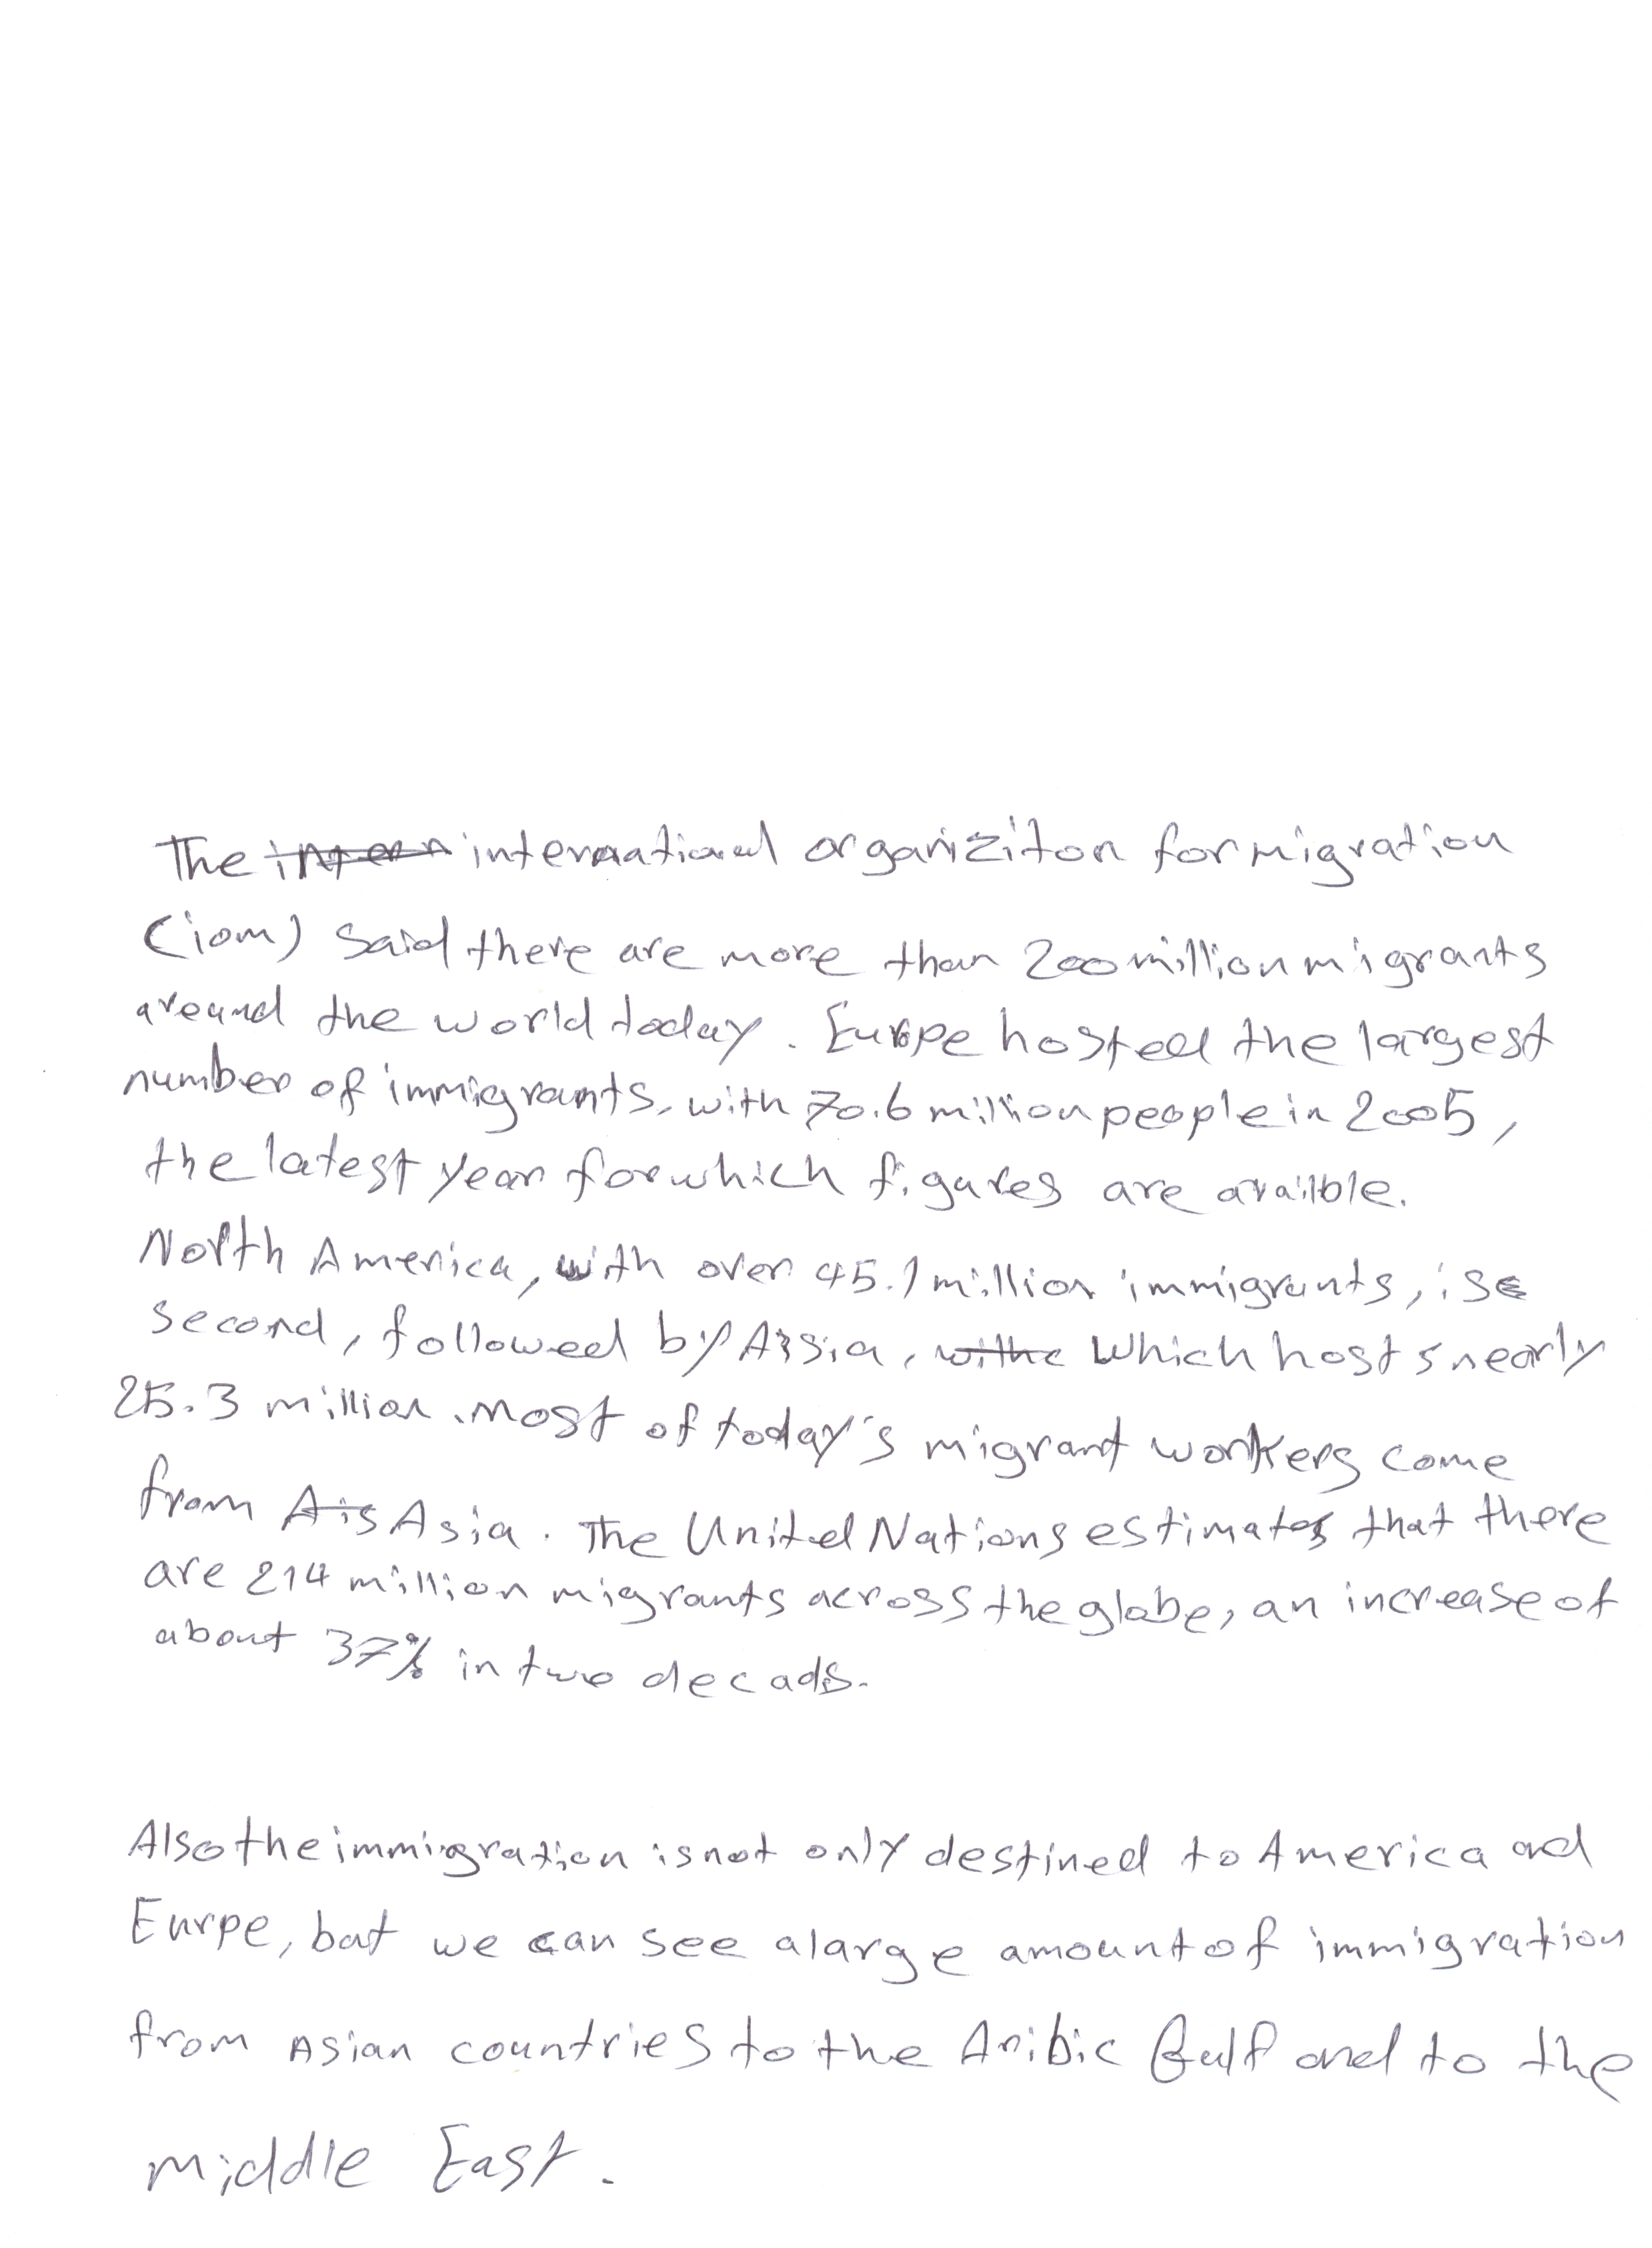 The international organiziton for migration
(iom) said there are more than 200 million migrants
around the world today. Europe hosted the largest
number of immigrants, with 70.6 million people in 2005,
the latest year for which figures are availble.
North America, with over 45.1 million immigrants, is
second, followed by Assia, which hosts nearly
25.3 million. most of today's migrant workers come
from Asia. The United Nations estimates that there
are 214 million migrants across the globe, an increase of
about 37% in two decads.
Also the immigration is not only destined to America ad
Eurpe, but we can see a large amount of immigration
from Asian countries to the Aribic Gulf and to the
middle East.